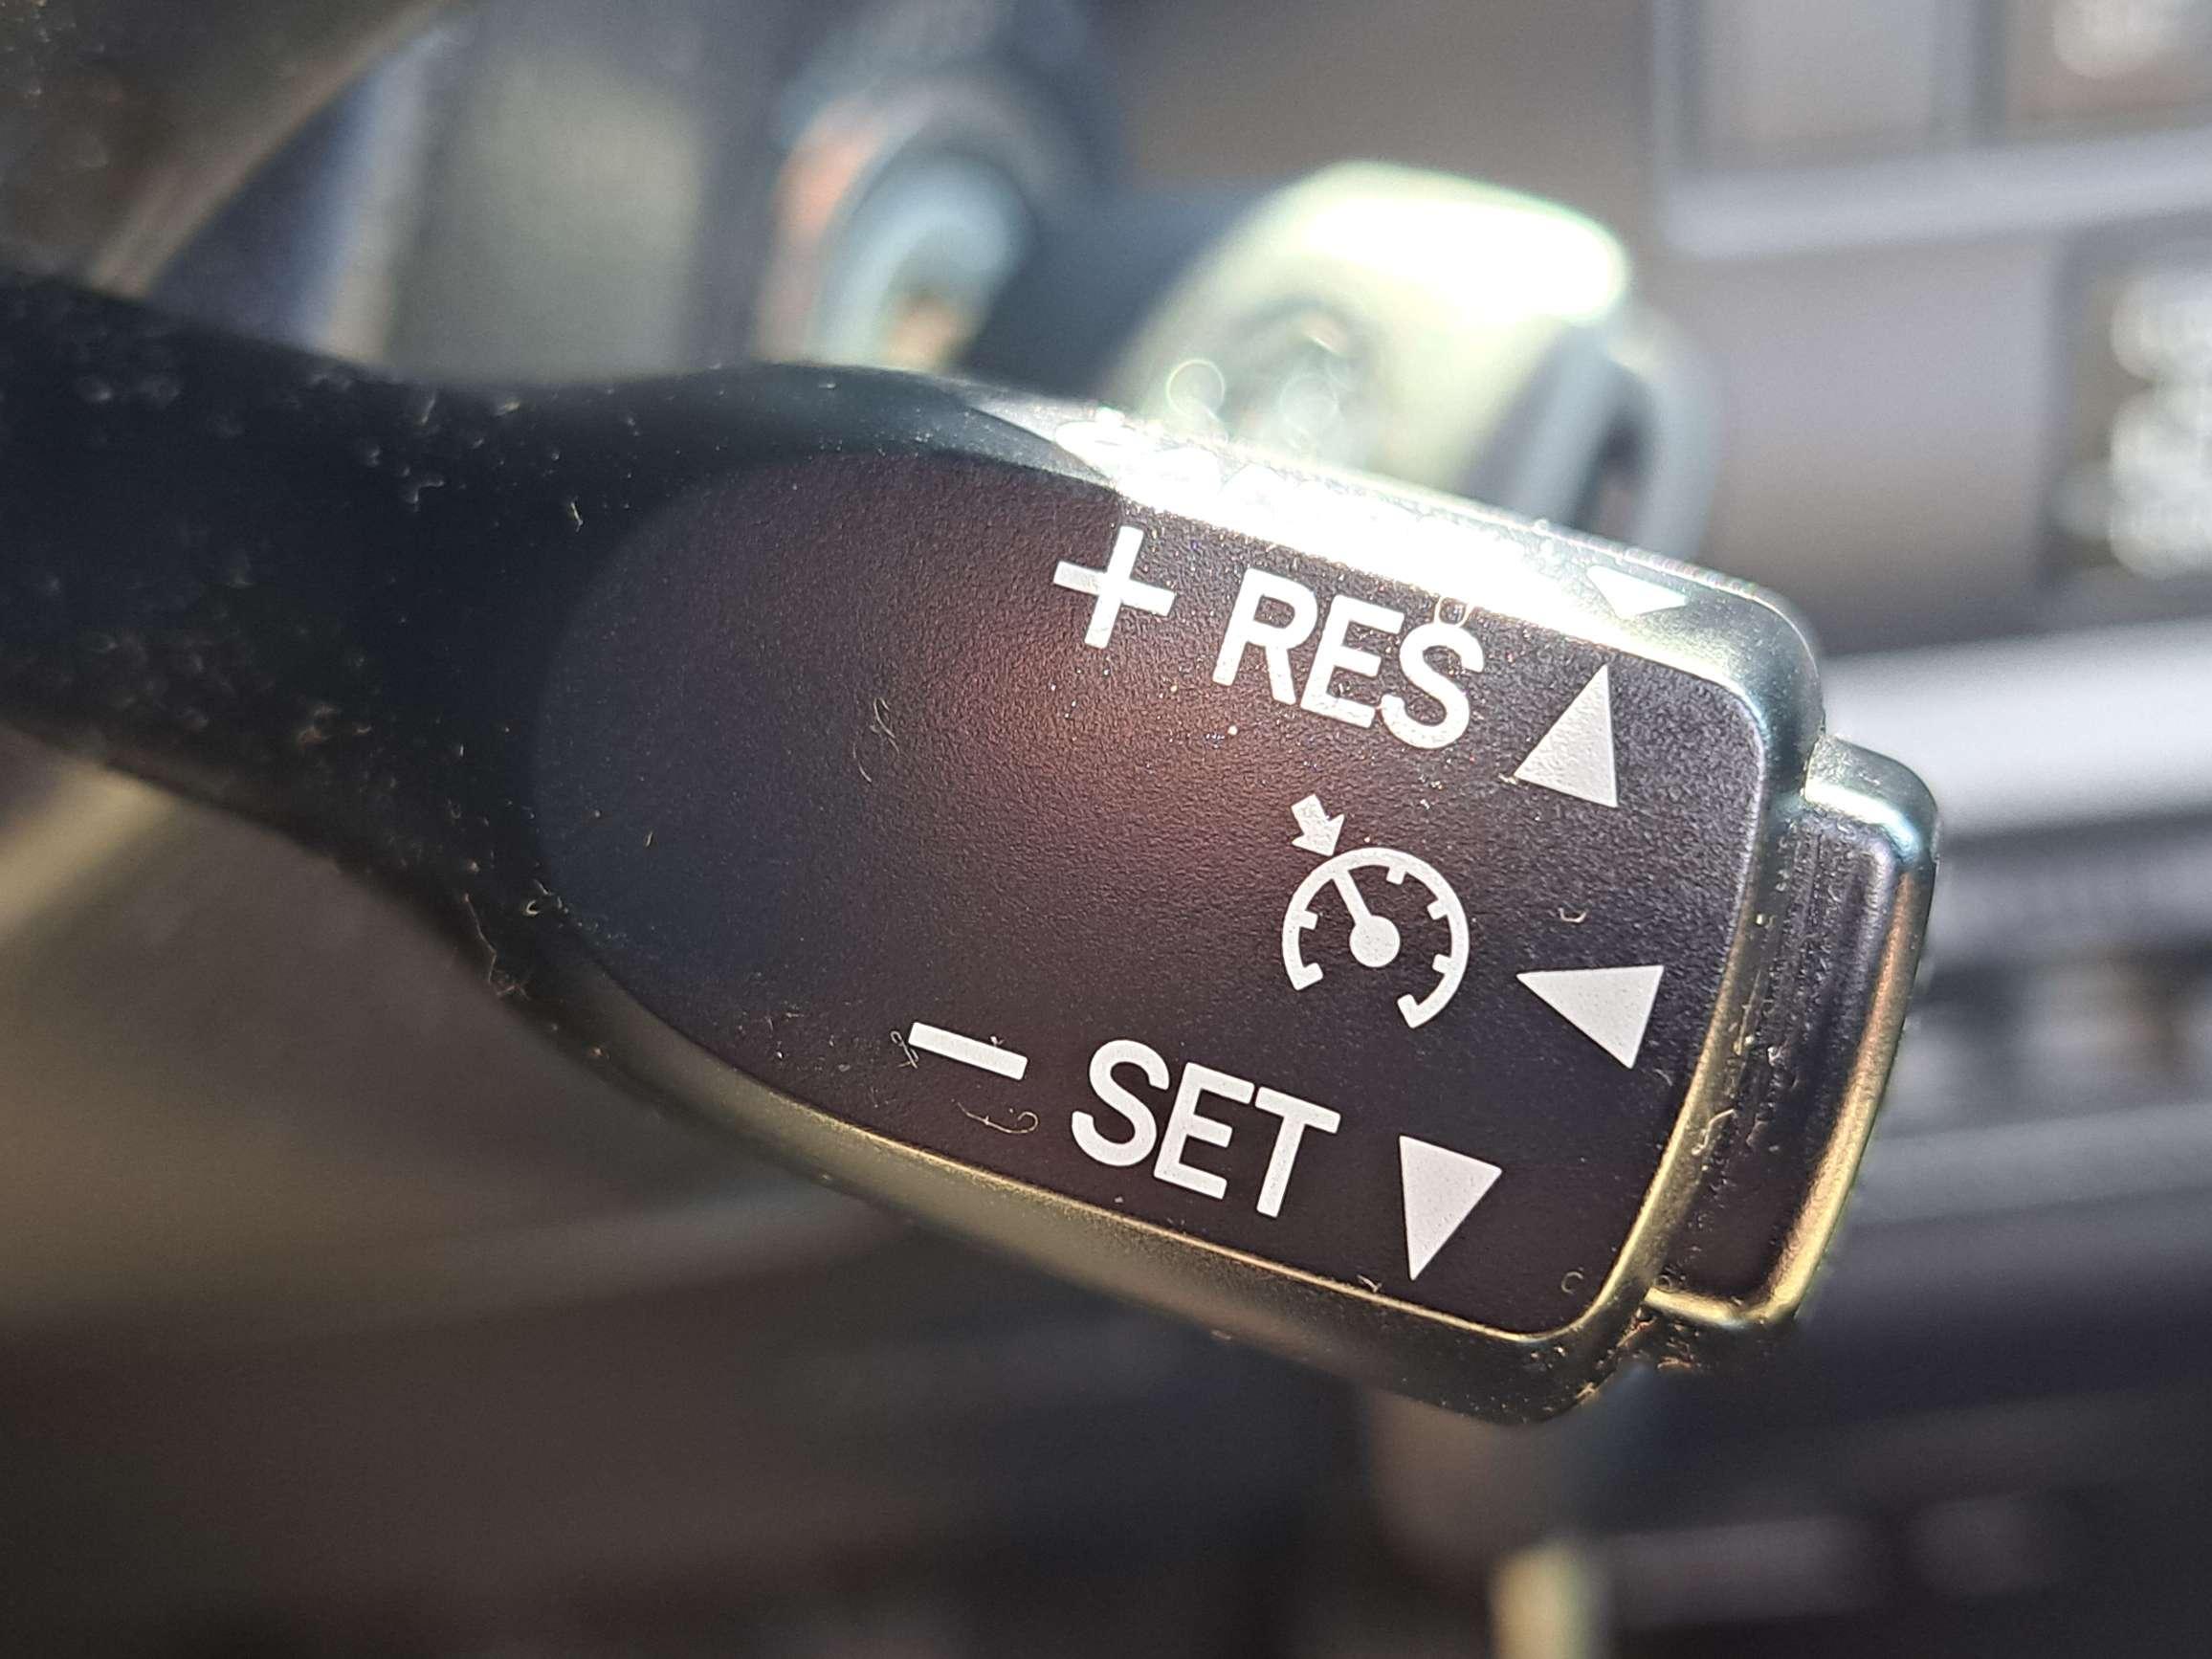 + RES
− SET